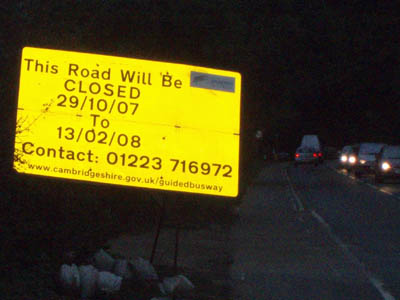 This Road Will Be
CLOSED
29/10/07
To
13/02/08
Contact: 01223 716972
www.cambridgeshire.gov.uk/guidedbusway